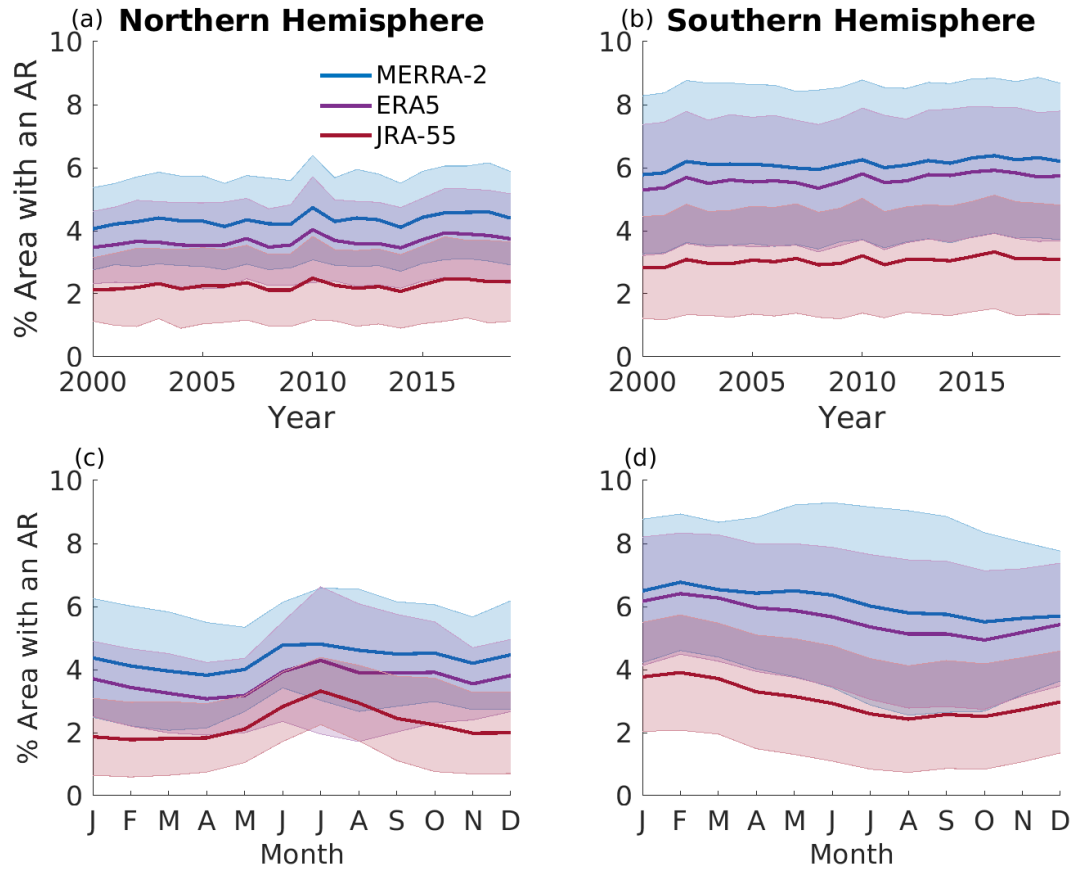 (a) Northern Hemisphere
(b) Southern Hemisphere
10
8
6
4
2
0
% Area with an AR
MERRA-2
ERA5
JRA-55
2000 2005 2010 2015
Year
10
8
6
4
2
0
2000 2005 2010 2015
Year
(c)
10
8
6
4
2
0
% Area with an AR
J F M A M J J A S O N D
Month
(d)
10
8
6
4
2
0
J F M A M J J A S O N D
Month